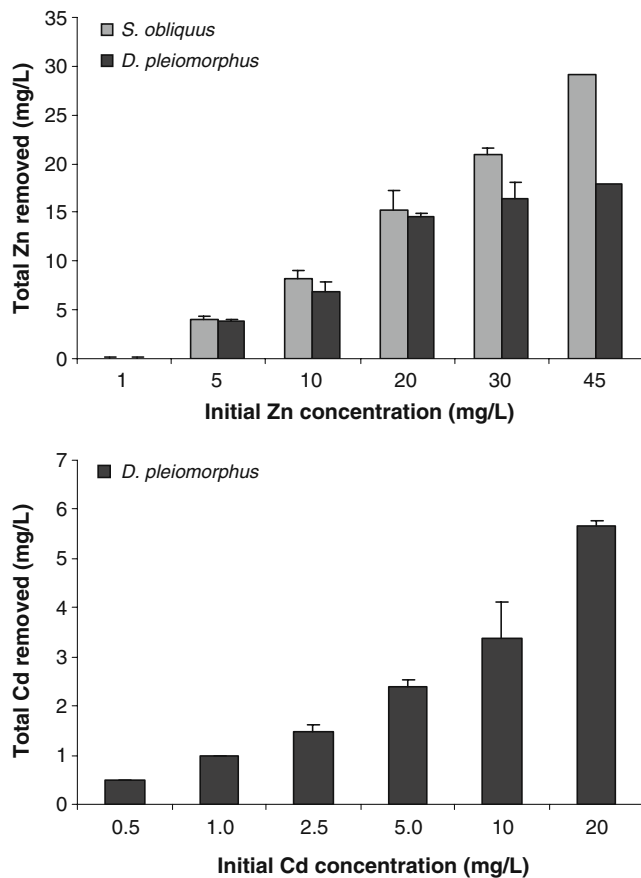 35
S. obliquus
30
D. pleiomorphus
25
20
15
10
5
0
Total Zn removed (mg/L)
1 5 10 20 30 45
Initial Zn concentration (mg/L)
7
D. pleiomorphus
6
5
4
3
2
1
0
Total Cd removed (mg/L)
0.5 1.0 2.5 5.0 10 20
Initial Cd concentration (mg/L)